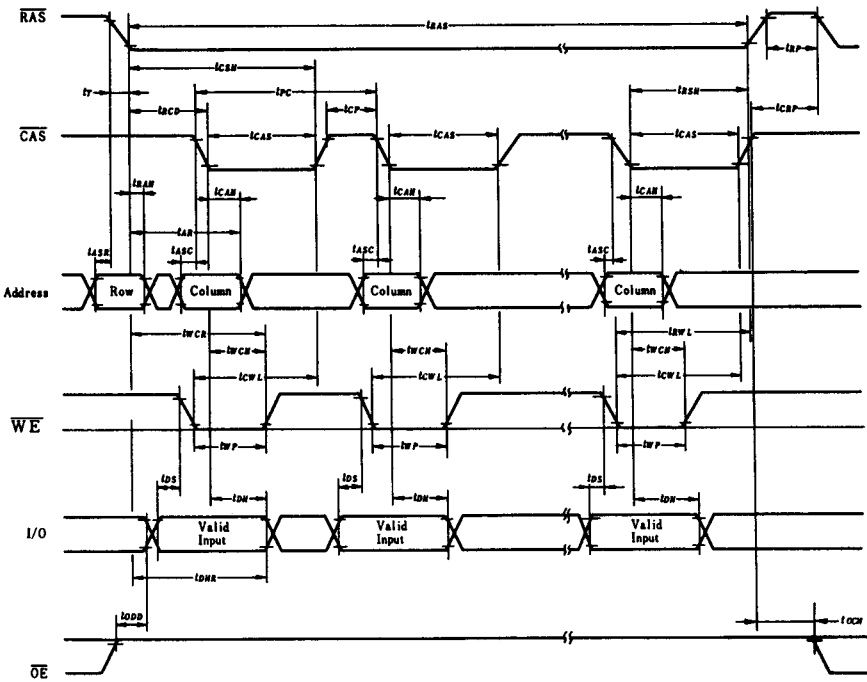 RAS
tRAS
tRP
tCSH
tT
tPC
tRCD
tCP
tRSH
tCRP
CAS
tCAS
tCAS
tCAS
tRAH
tCAH
tCAH
tCAH
tAR
tASR
tASC
tASC
tASC
Address
Row
Column
Column
Column
tWCR
tRWL
tWCH
tWCH
tWCH
tCWL
tCWL
tCWL
WE
tWP
tWP
tWP
tDS
tDS
tDS
tDH
tDH
tDH
I/O
Valid Input
Valid Input
Valid Input
tDHR
tODD
tOCH
OE